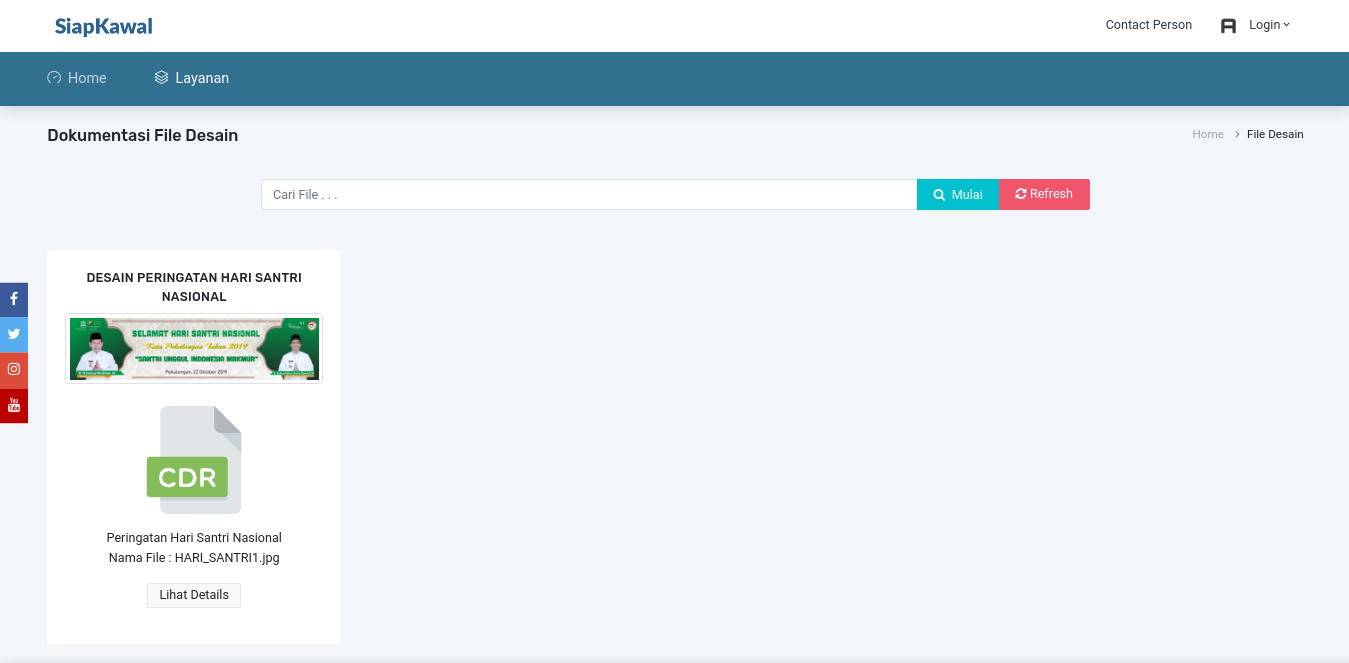 SiapKawal
Contact Person
Login
Home
Layanan
Dokumentasi File Desain
Home
File Desain
Cari File . . .
Mulai
Refresh
DESAIN PERINGATAN HARI SANTRI
NASIONAL
SELAMAT HARI SANTRI NASIONAL
Kota Pekalongan Tahun 2019
"SANTRI UNGGUL INDONESIA MAKMUR"
Pekalongan, 22 Oktober 2019
CDR
You
Tube
Peringatan Hari Santri Nasional
Nama File : HARI_SANTRI1.jpg
Lihat Details